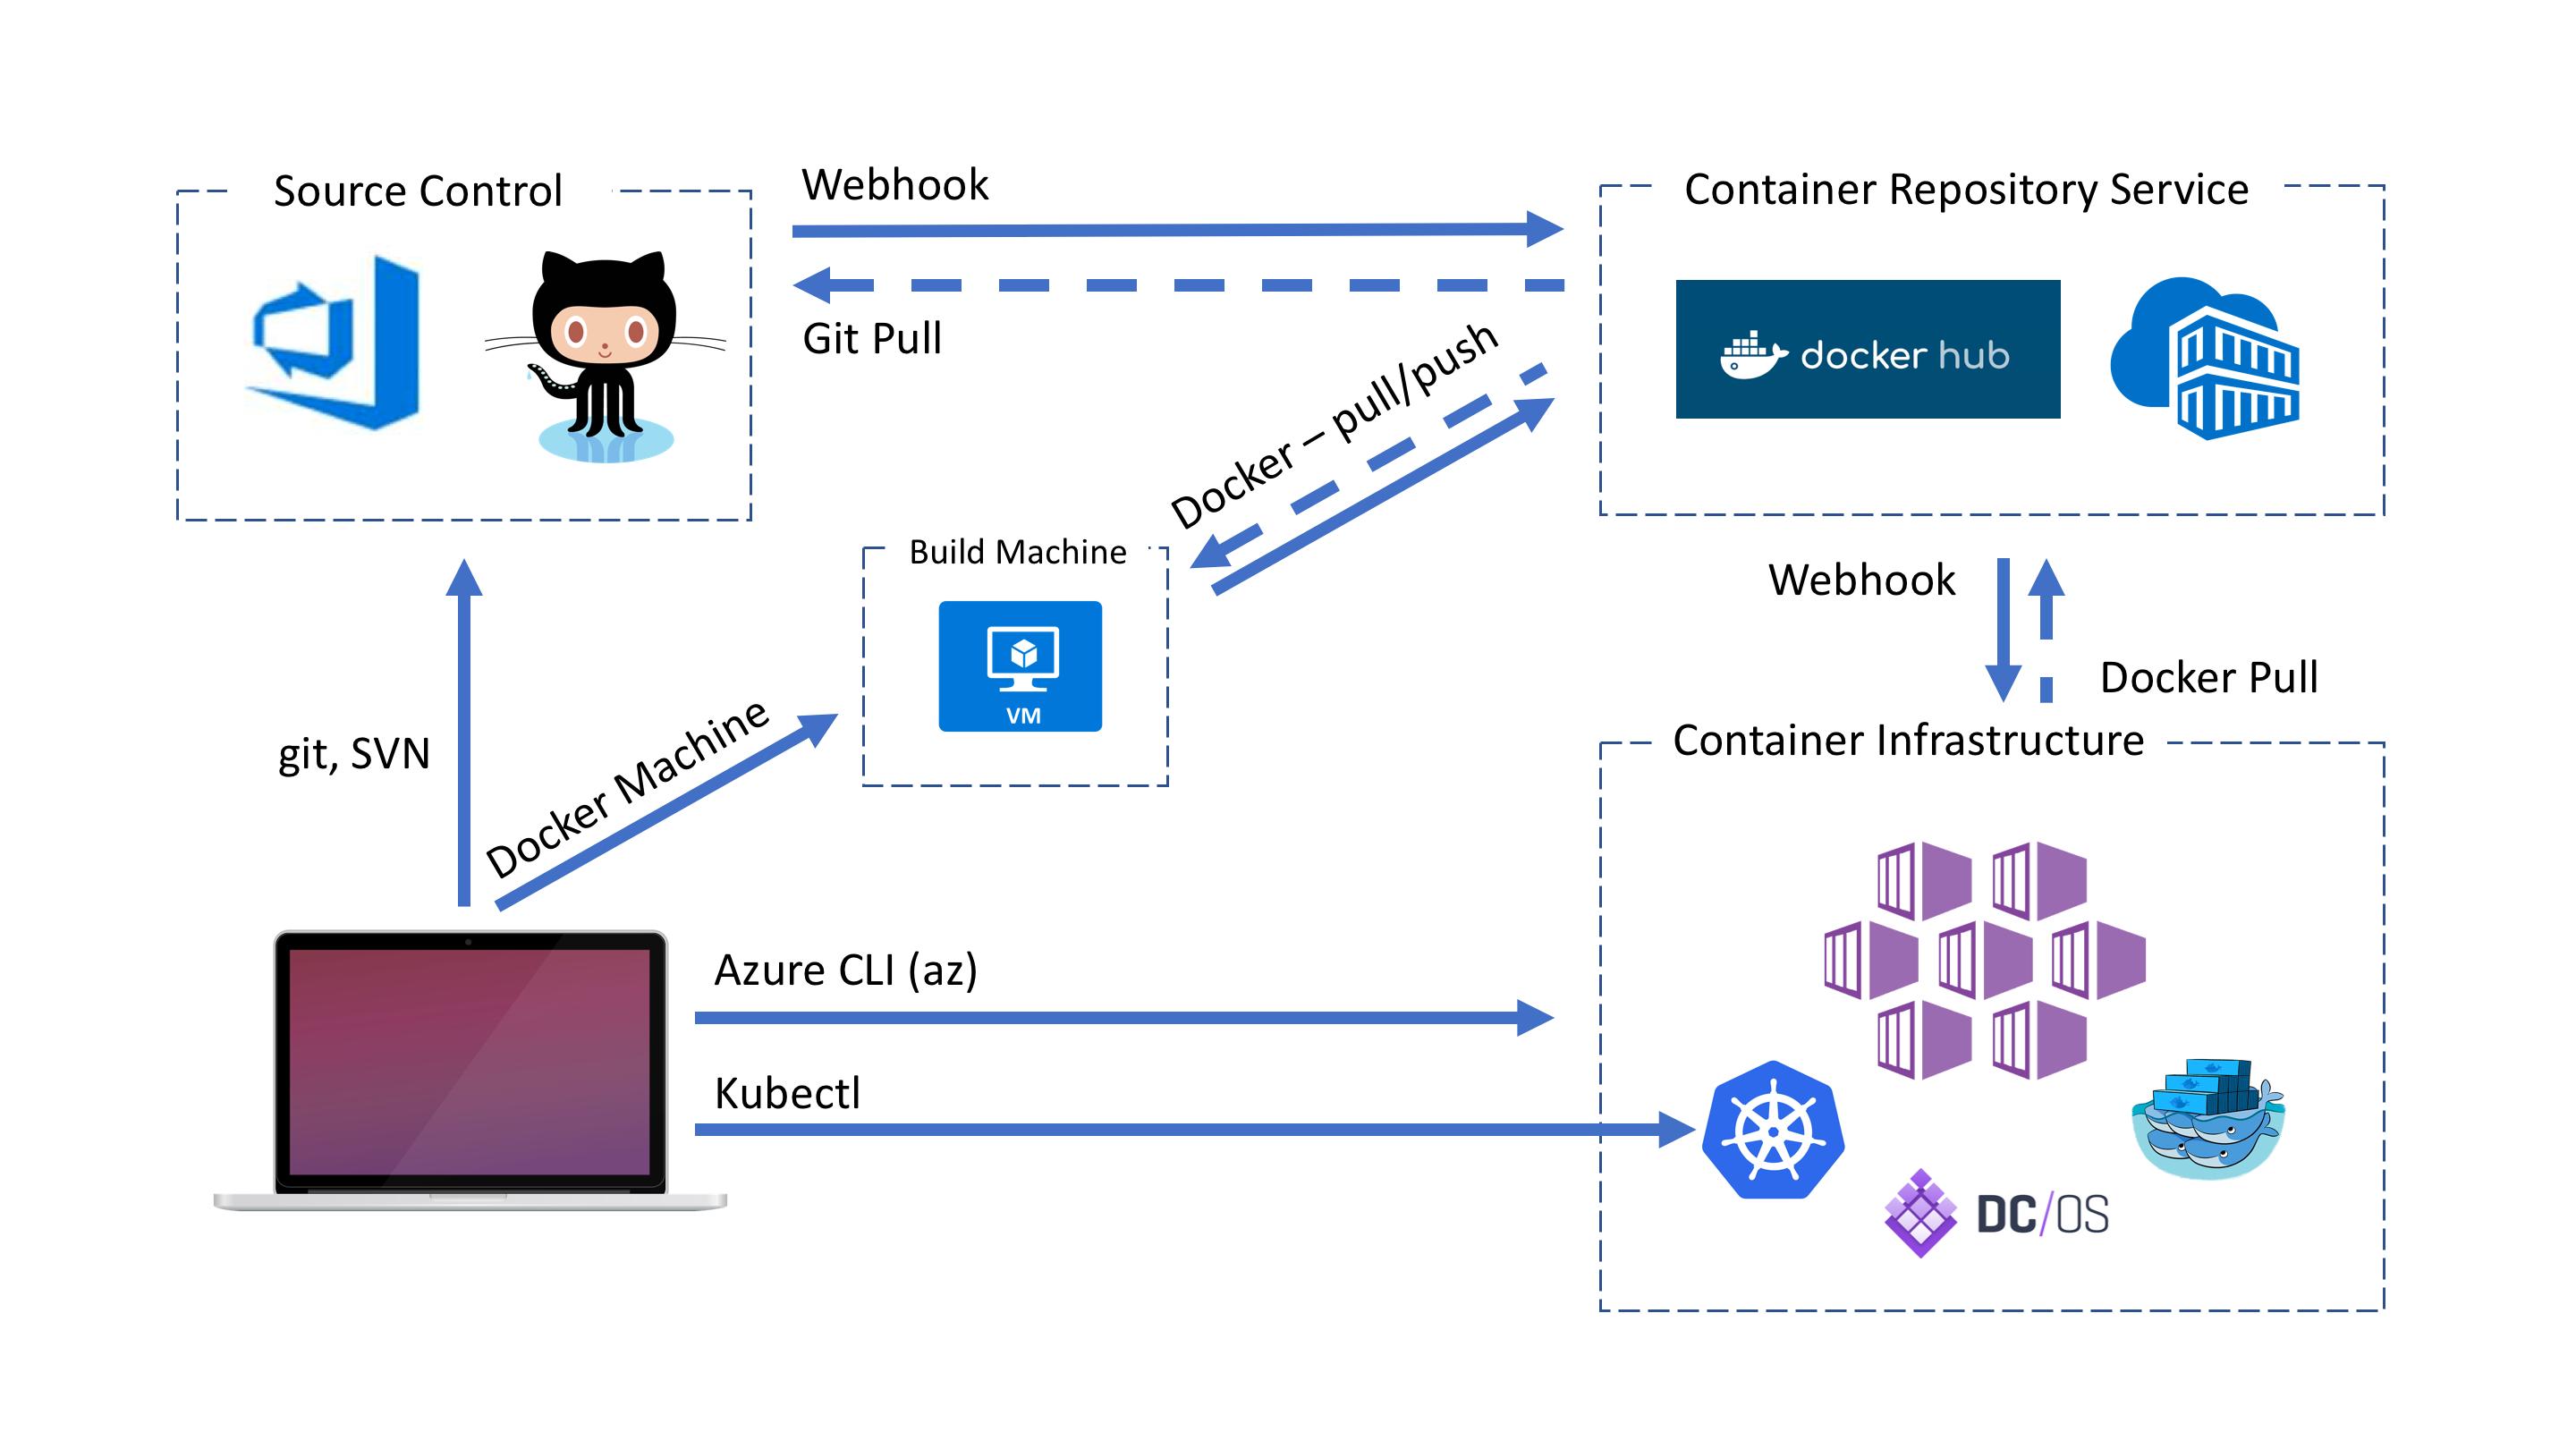 Source Control
Webhook
Container Repository Service
Git Pull
docker hub
Docker – pull/push
Build Machine
VM
Webhook
Docker Pull
git, SVN
Docker Machine
Container Infrastructure
Azure CLI (az)
Kubectl
DC/OS